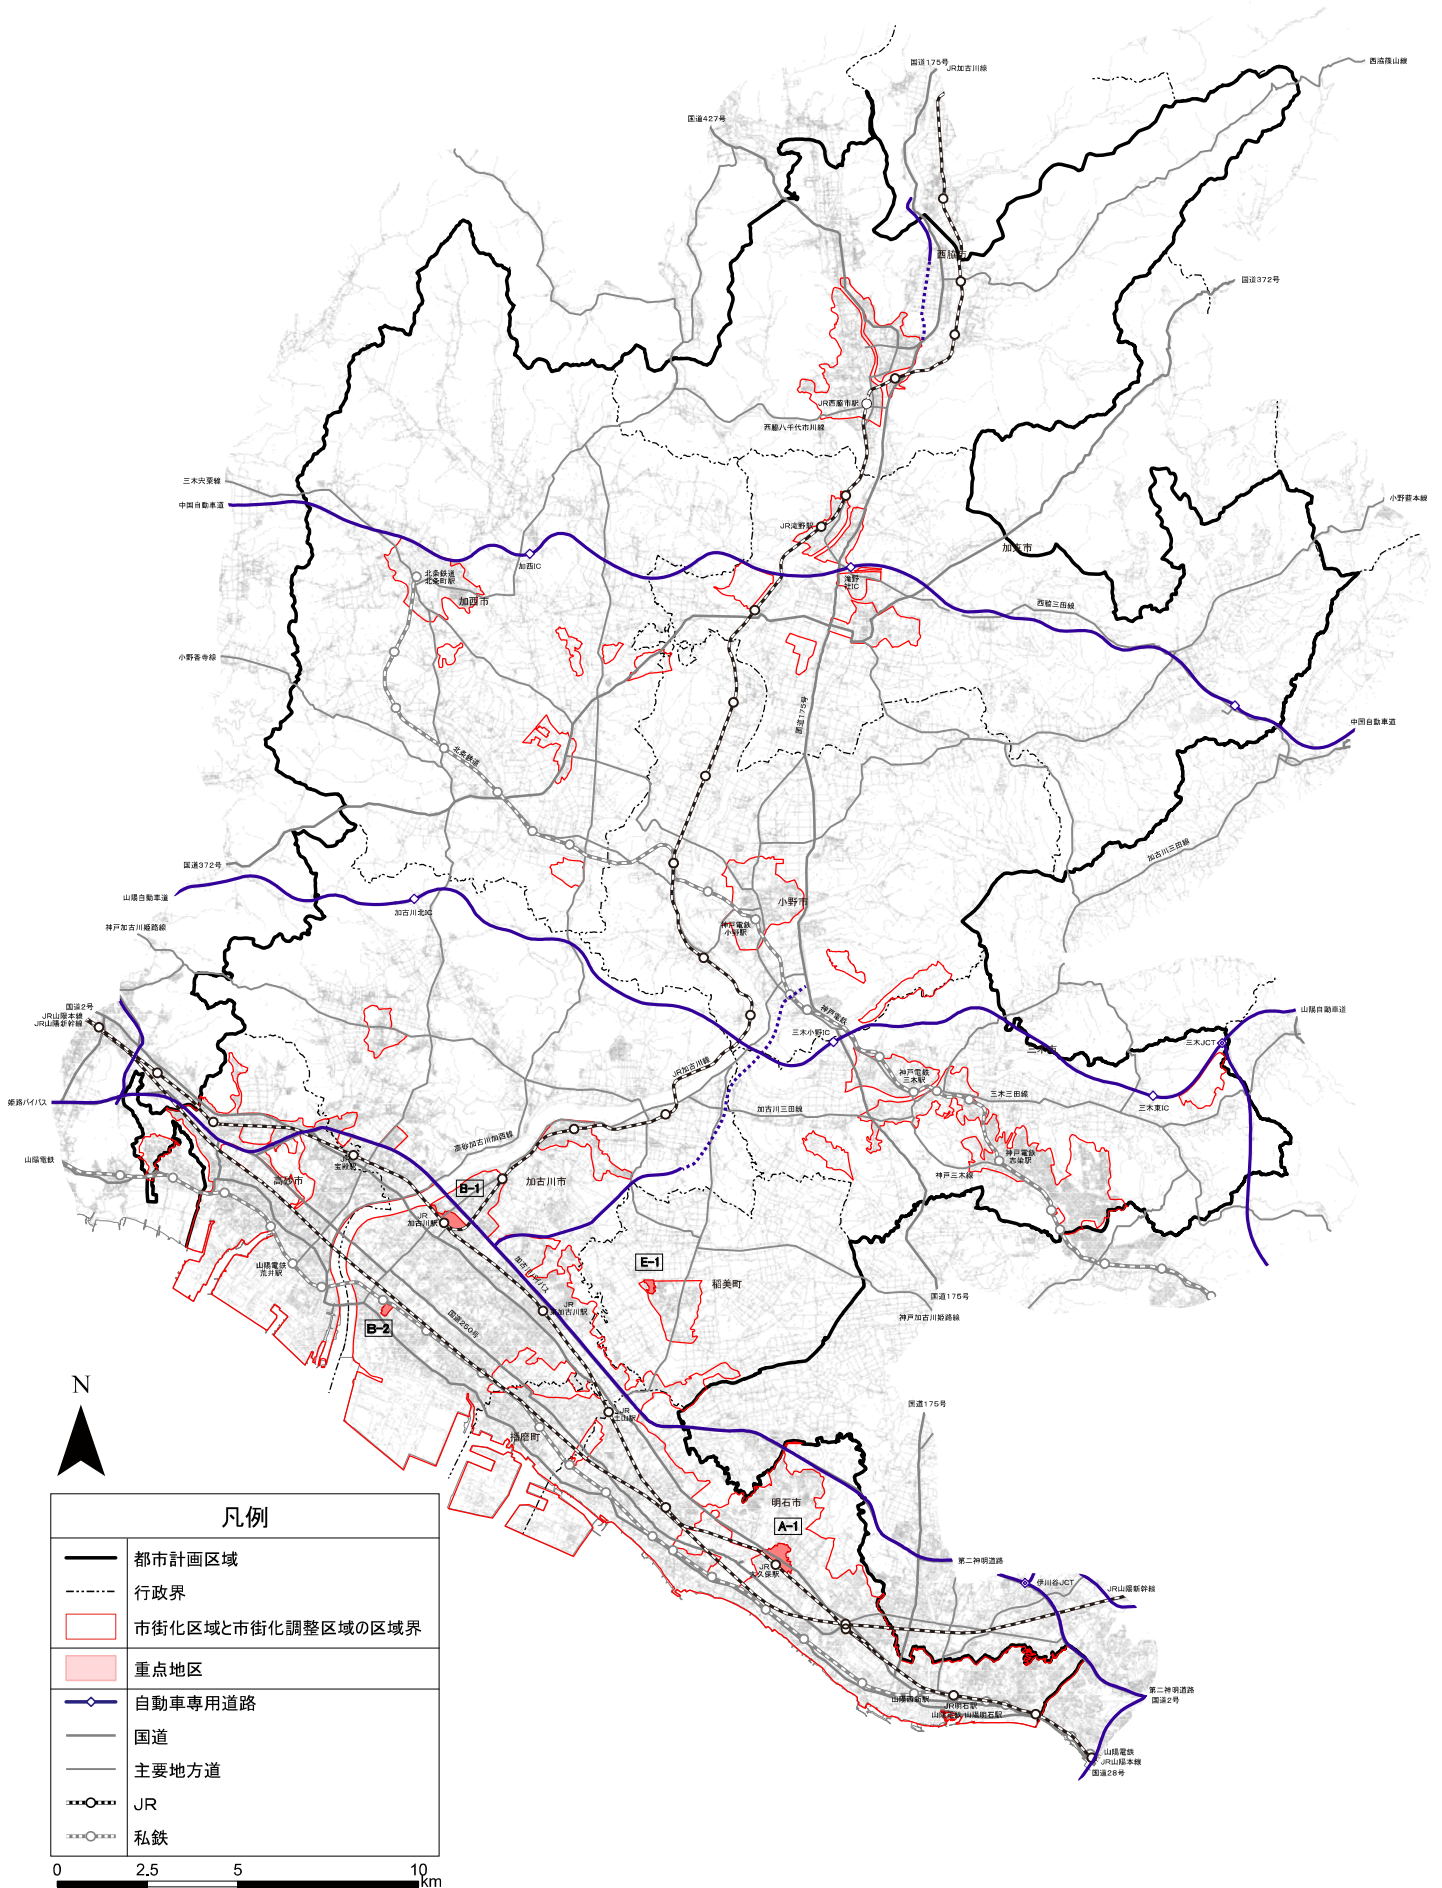 国道175号
JR加古川線
西脇篠山線
国道427号
西脇市
国道372号
JR西脇市駅
西脇八千代市川線
三木宍粟線
中国自動車道
小野藍本線
JR滝野駅
加東市
加西IC
北条鉄道
北条町駅
加西市
滝野
社IC
西脇三田線
小野香寺線
国道175号
中国自動車道
北条鉄道
国道372号
加古川三田線
山陽自動車道
加古川北IC
小野市
神戸電鉄
小野駅
神戸加古川姫路線
国道2号
JR山陽本線
JR山陽新幹線
神戸電鉄
三木小野IC
山陽自動車道
三木市
三木JCT
JR加古川線
神戸電鉄
三木駅
三木三田線
三木東IC
姫路バイパス
加古川三田線
高砂加古川加西線
山陽電鉄
JR
宝殿駅
神戸電鉄
志染駅
神戸三木線
高砂市
B-1
加古川市
JR
加古川駅
加古川バイパス
山陽電鉄
荒井駅
E-1
稲美町
国道175号
神戸加古川姫路線
JR
東加古川駅
国道250号
B-2
N
JR
土山駅
国道175号
播磨町
明石市
A-1
JR
大久保駅
第二神明道路
伊川谷JCT
JR山陽新幹線
第二神明道路
国道2号
山陽西新駅
JR明石駅
山陽電鉄 山陽明石駅
山陽電鉄
JR山陽本線
国道28号
凡例
都市計画区域
行政界
市街化区域と市街化調整区域の区域界
重点地区
自動車専用道路
国道
主要地方道
JR
私鉄
0 2.5 5 10
km